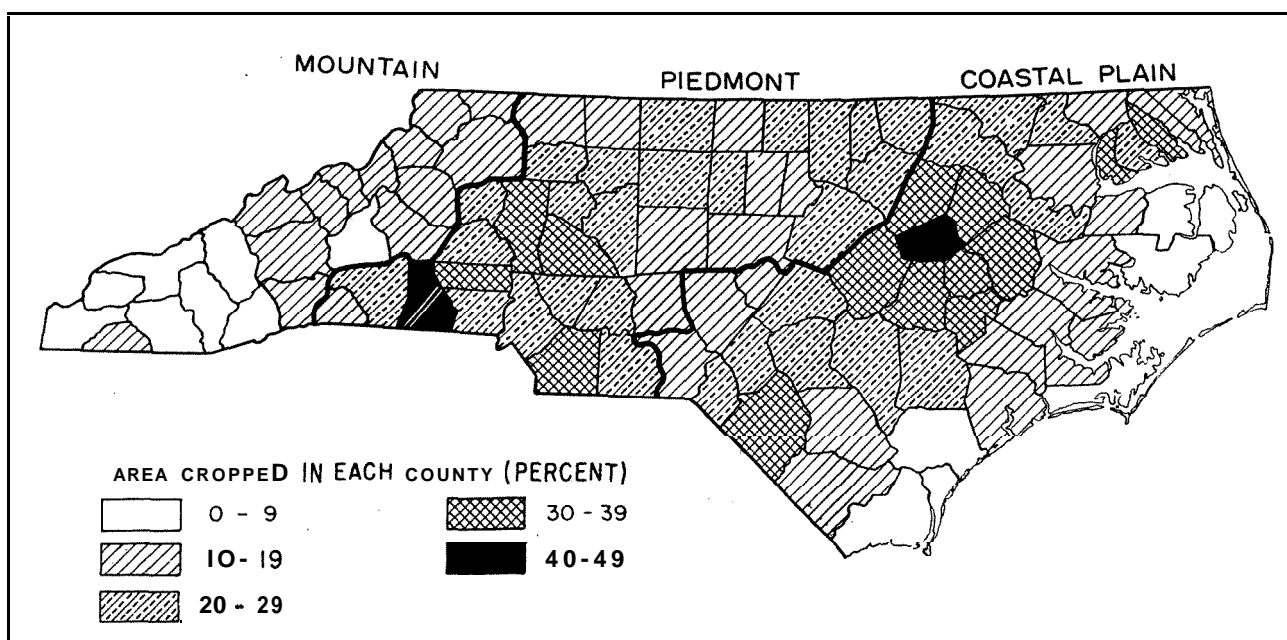 MOUNTAIN PIEDMONT COASTAL PLAIN
AREA CROPPED IN EACH COUNTY (PERCENT)
0 - 9
10- 19
20 - 29
30 - 39
40-49